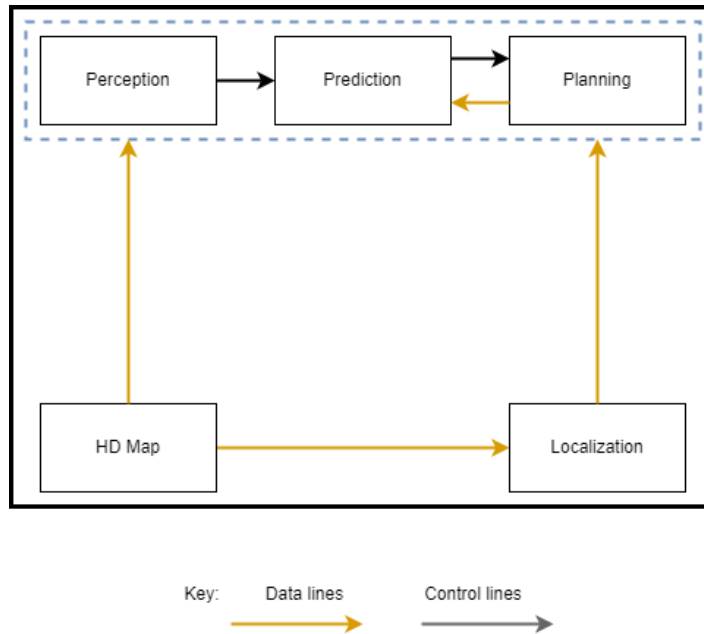 Perception Prediction Planning
HD Map Localization
Key: Data lines Control lines